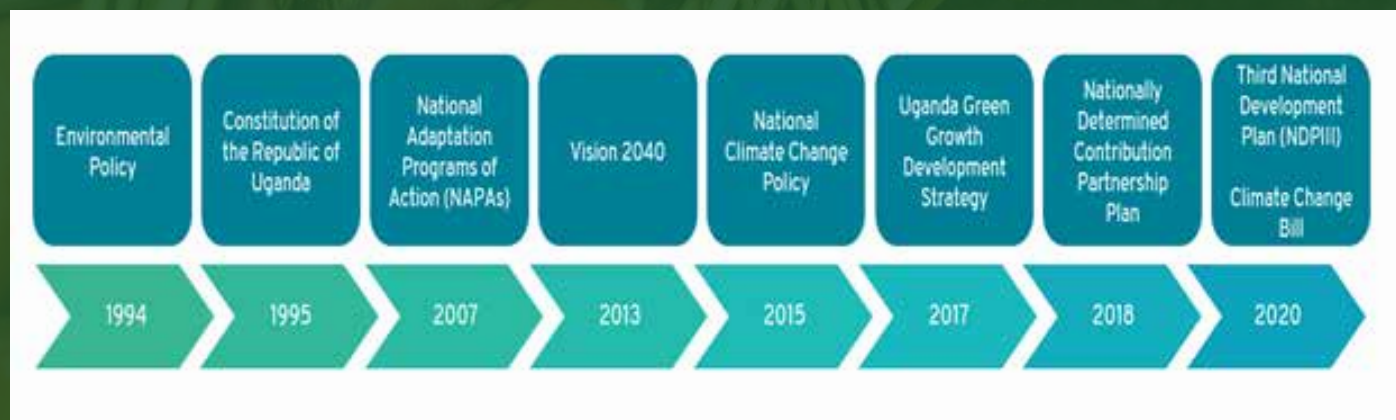 Environmental
Policy
Constitution of
the Republic of
Uganda
National
Adaptation
Programs of
Action (NAPAs)
Vision 2040
National
Climate Change
Policy
Uganda Green
Growth
Development
Strategy
Nationally
Determined
Contribution
Partnership
Plan
Third National
Development
Plan (NDPIII)
Climate Change
Bill
1994
1995
2007
2013
2015
2017
2018
2020